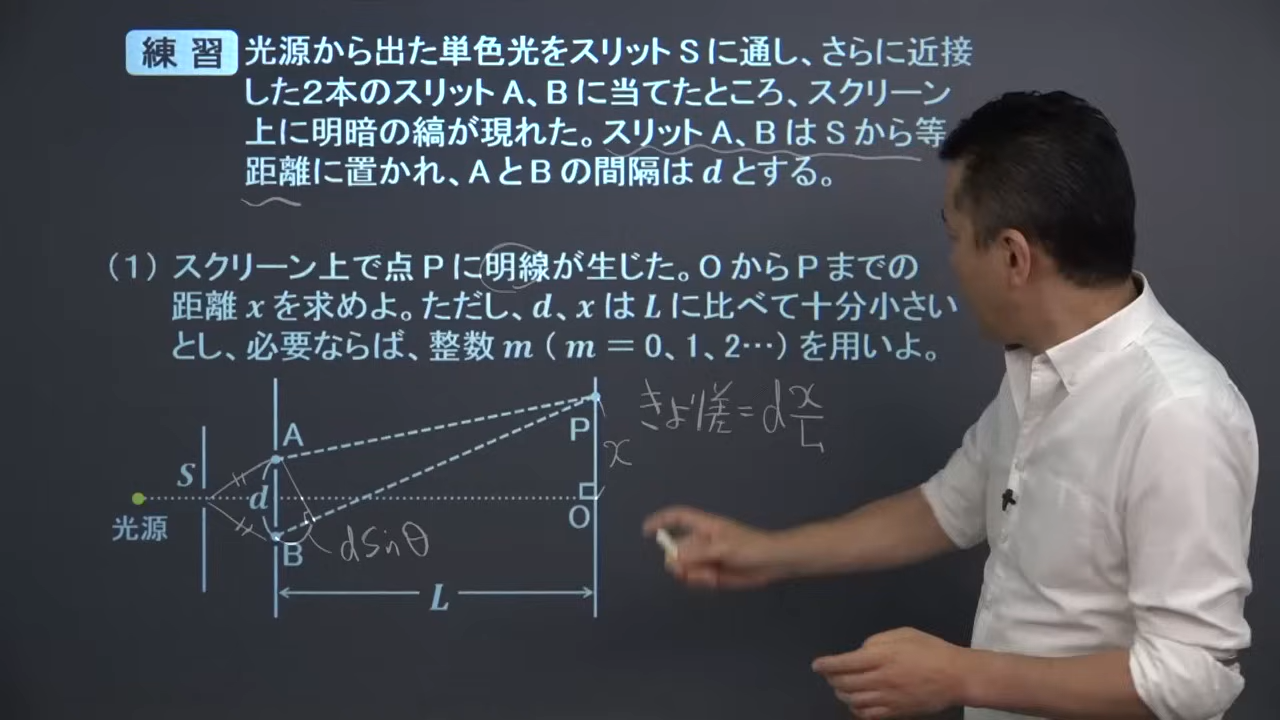 練習
光源から出た単色光をスリットSに通し、さらに近接
した2本のスリットA、Bに当てたところ、スクリーン
上に明暗の縞が現れた。スリットA、BはSから等
距離に置かれ、AとBの間隔はdとする。
(1) スクリーン上で点Pに明線が生じた。OからPまでの
距離xを求めよ。ただし、d、xはLに比べて十分小さい
とし、必要ならば、整数m(m=0、1、2…)を用いよ。
きょり差=d x/L
A
P
x
S
d
O
光源
B
dsinθ
L